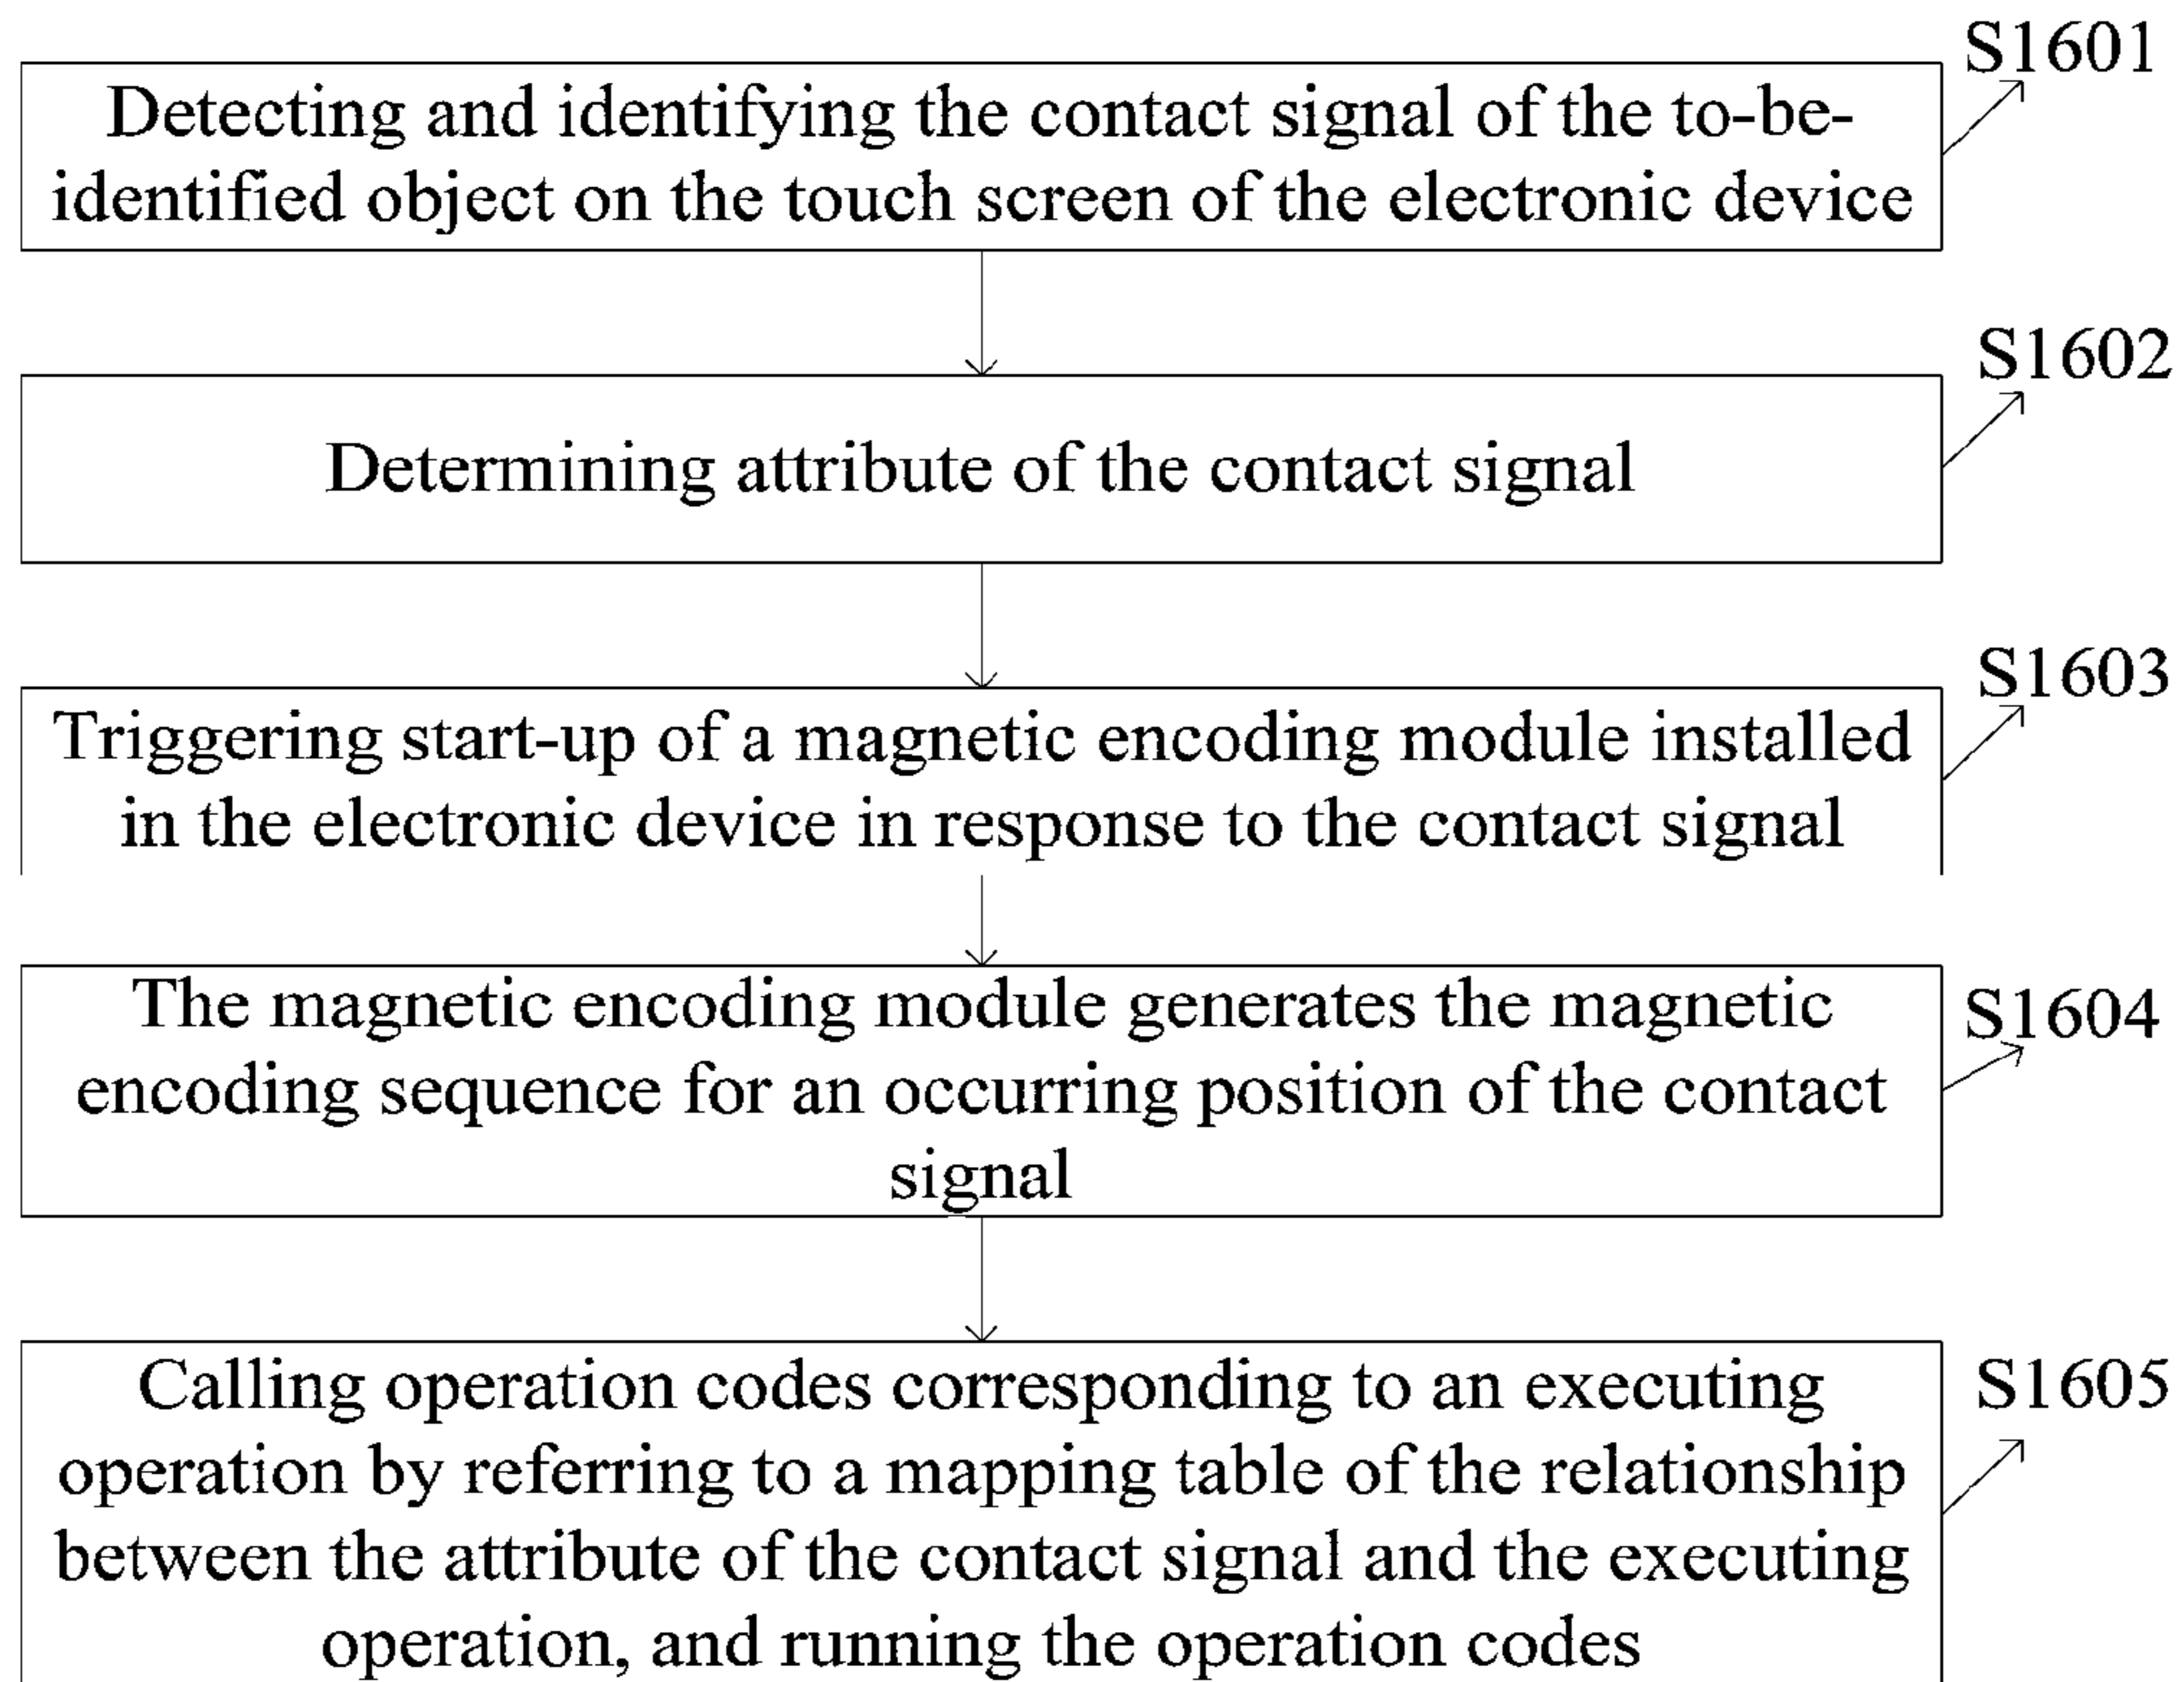 S1601
Detecting and identifying the contact signal of the to-be-
identified object on the touch screen of the electronic device
S1602
Determining attribute of the contact signal
S1603
Triggering start-up of a magnetic encoding module installed
in the electronic device in response to the contact signal
S1604
The magnetic encoding module generates the magnetic
encoding sequence for an occurring position of the contact
signal
S1605
Calling operation codes corresponding to an executing
operation by referring to a mapping table of the relationship
between the attribute of the contact signal and the executing
operation, and running the operation codes